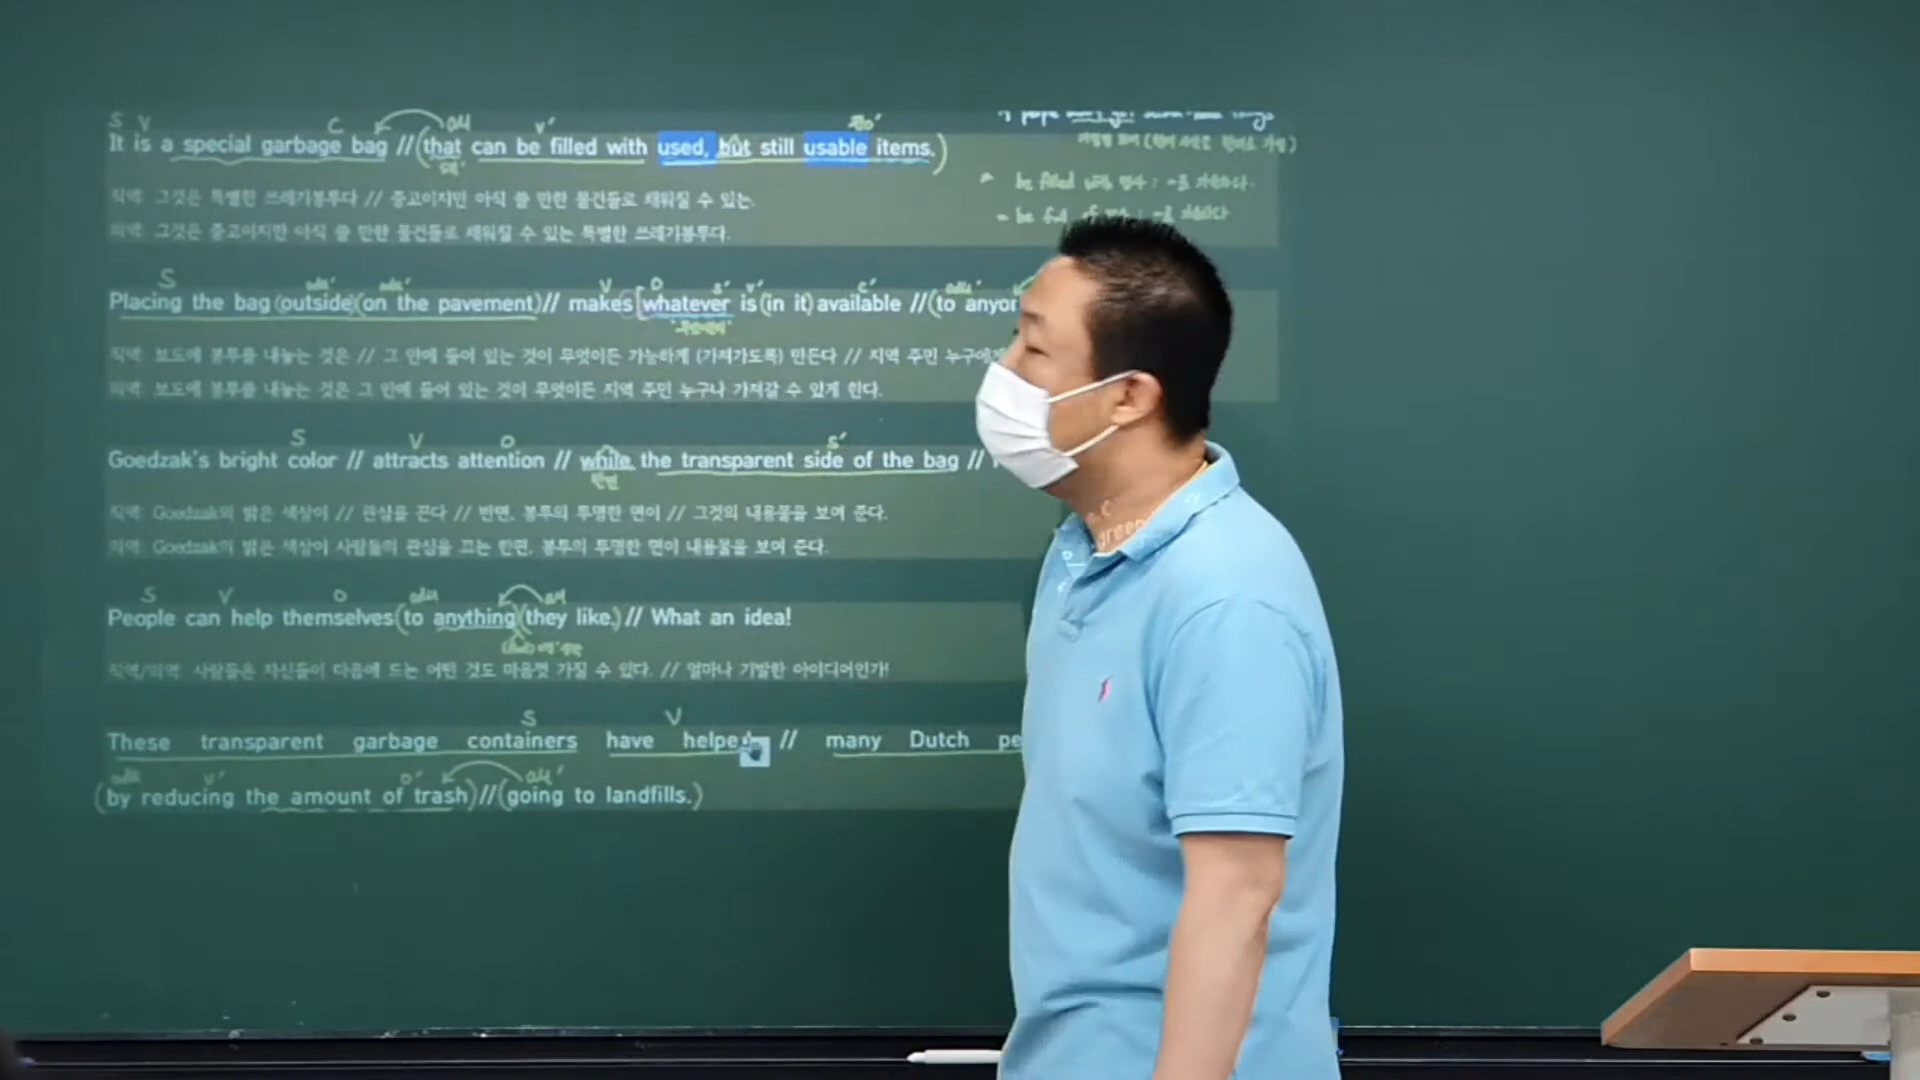 S V C
It is a special garbage bag // (that can be filled with used, but still usable items.)
직역: 그것은 특별한 쓰레기봉투다 // 중고이지만 아직 쓸 만한 물건들로 채워질 수 있는.
의역: 그것은 중고이지만 아직 쓸 만한 물건들로 채워질 수 있는 특별한 쓰레기봉투다.
be filled with 명사 : ~로 가득하다.
S V O S' V' C'
Placing the bag (outside)(on the pavement) // makes [whatever is (in it) available // (to
직역: 보도에 봉투를 내놓는 것은 // 그 안에 들어 있는 것이 무엇이든 가능하게 (가져가도록) 만든다 // 지역 주민 누구에게
의역: 보도에 봉투를 내놓는 것은 그 안에 들어 있는 것이 무엇이든 지역 주민 누구나 가져갈 수 있게 한다.
S V O S'
Goedzak's bright color // attracts attention // while the transparent side of the bag //
반면
직역: Goedzak의 밝은 색상이 // 관심을 끈다 // 반면, 봉투의 투명한 면이 // 그것의 내용물을 보여 준다.
의역: Goedzak의 밝은 색상이 사람들의 관심을 끄는 한편, 봉투의 투명한 면이 내용물을 보여 준다.
S V O
People can help themselves (to anything (they like.) // What an idea!
직역/의역: 사람들은 자신들이 마음에 드는 어떤 것도 마음껏 가질 수 있다. // 얼마나 기발한 아이디어인가!
S V
These transparent garbage containers have helped // many Dutch
V' O'
(by reducing the amount of trash) // (going to landfills.)
green